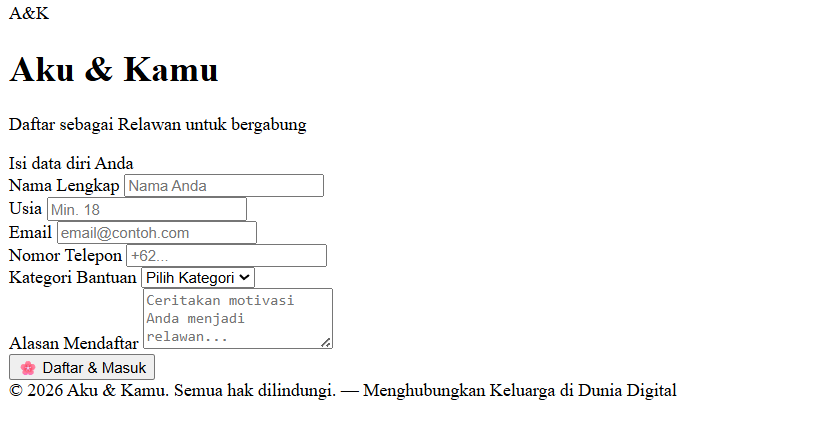 A&K
Aku & Kamu
Daftar sebagai Relawan untuk bergabung
Isi data diri Anda
Nama Lengkap Nama Anda
Usia Min. 18
Email email@contoh.com
Nomor Telepon +62...
Kategori Bantuan Pilih Kategori
Alasan Mendaftar Ceritakan motivasi
Anda menjadi
relawan...
🌸 Daftar & Masuk
© 2026 Aku & Kamu. Semua hak dilindungi. — Menghubungkan Keluarga di Dunia Digital